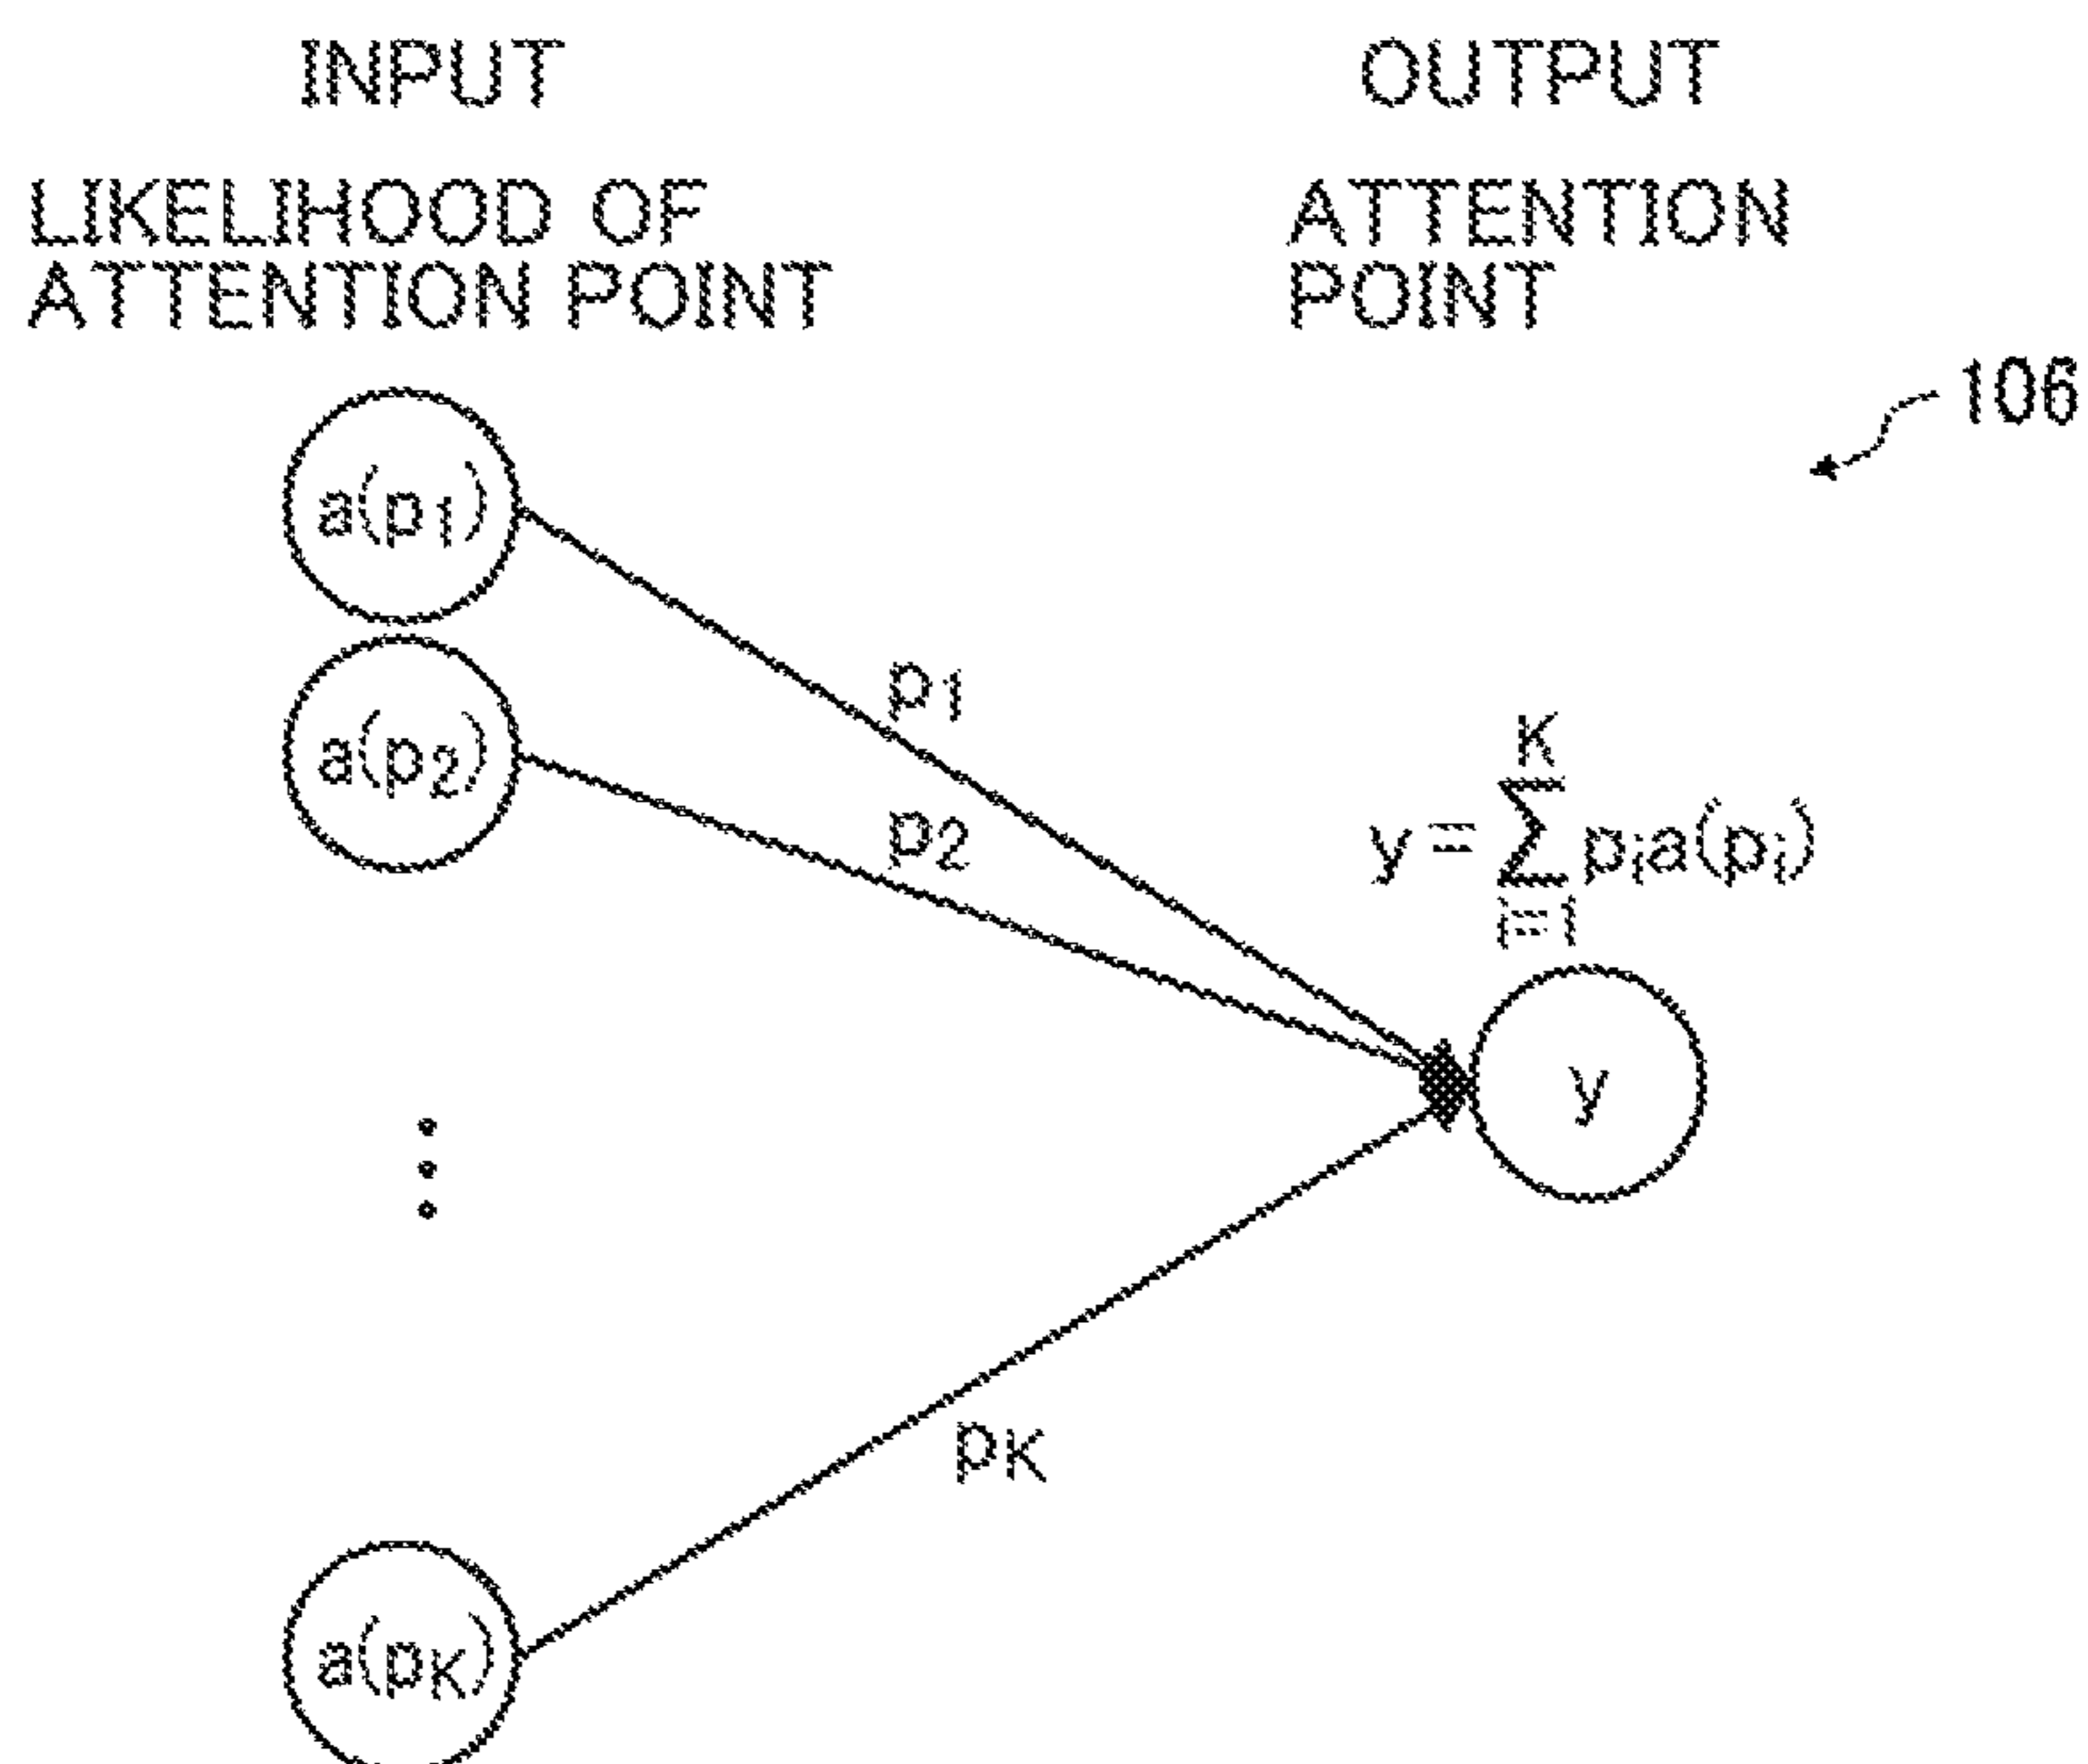 INPUT
OUTPUT
LIKELIHOOD OF
ATTENTION POINT
ATTENTION
POINT
106
a(p1)
a(p2)
p1
p2
K
y = ∑ pia(pi)
i=1
y
pK
a(pK)